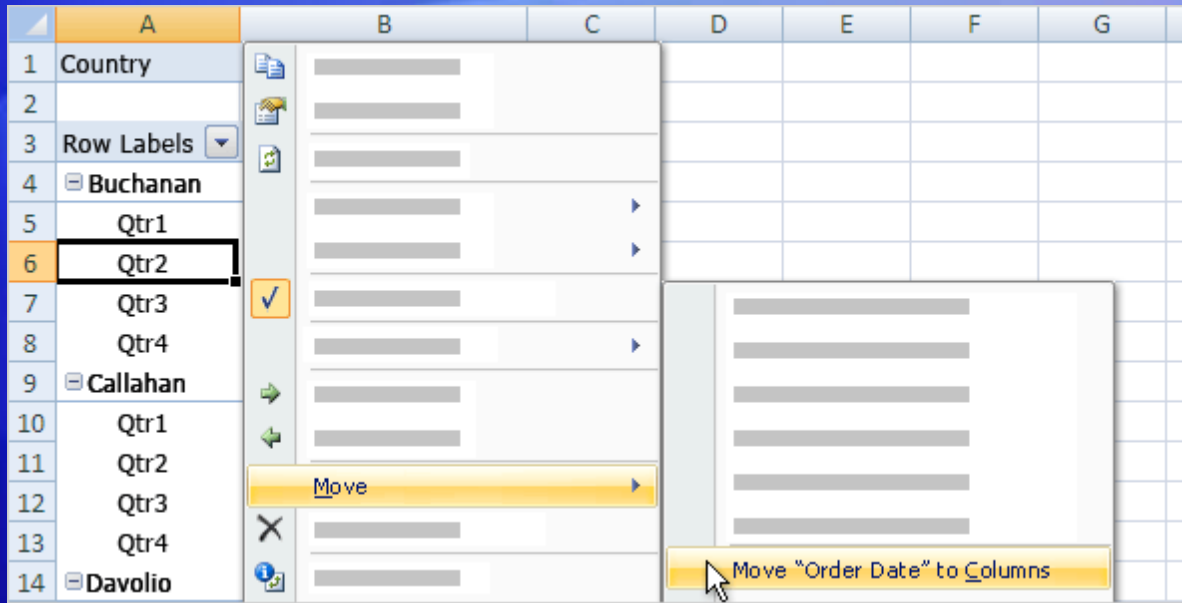 A B C D E F G
1 Country
2
3 Row Labels
4 Buchanan
5 Qtr1
6 Qtr2
7 Qtr3
8 Qtr4
9 Callahan
10 Qtr1
11 Qtr2
12 Qtr3
13 Qtr4
14 Davolio
Move
Move “Order Date” to Columns